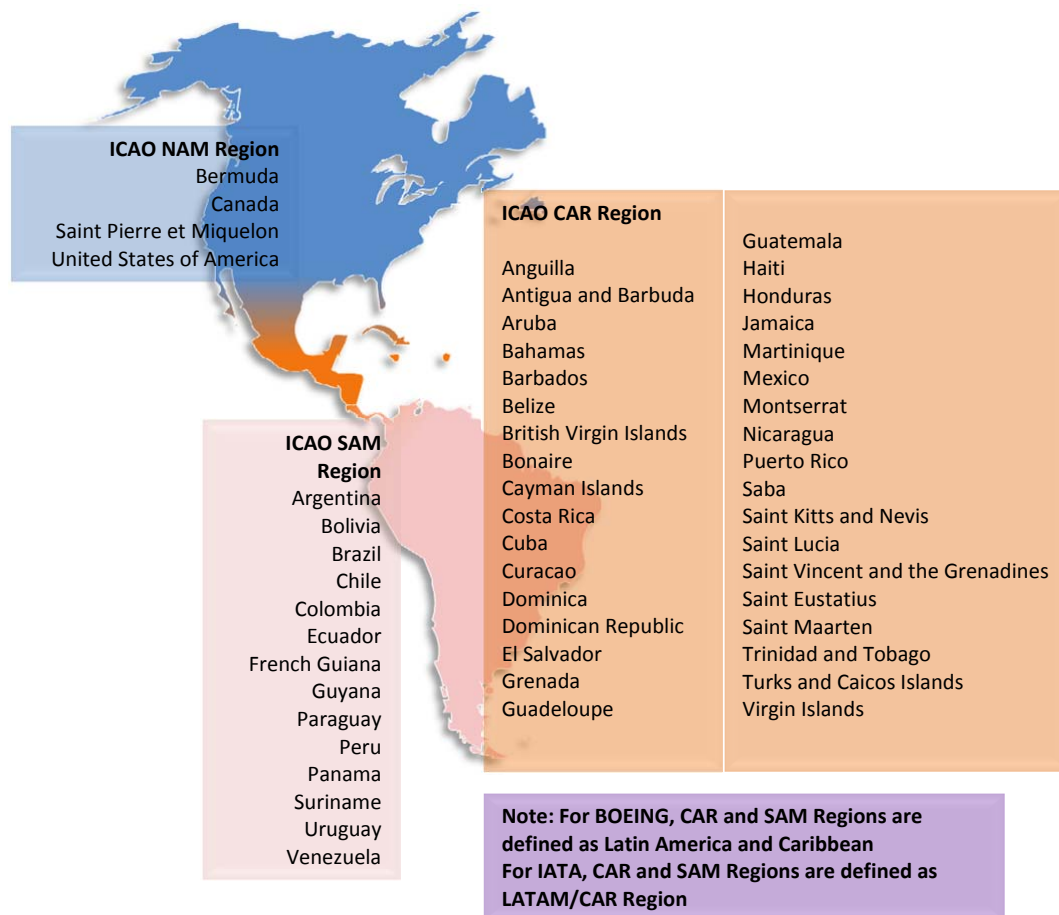 ICAO NAM Region
Bermuda
Canada
Saint Pierre et Miquelon
United States of America
ICAO CAR Region
Anguilla
Antigua and Barbuda
Aruba
Bahamas
Barbados
Belize
British Virgin Islands
Bonaire
Cayman Islands
Costa Rica
Cuba
Curacao
Dominica
Dominican Republic
El Salvador
Grenada
Guadeloupe
Guatemala
Haiti
Honduras
Jamaica
Martinique
Mexico
Montserrat
Nicaragua
Puerto Rico
Saba
Saint Kitts and Nevis
Saint Lucia
Saint Vincent and the Grenadines
Saint Eustatius
Saint Maarten
Trinidad and Tobago
Turks and Caicos Islands
Virgin Islands
ICAO SAM
Region
Argentina
Bolivia
Brazil
Chile
Colombia
Ecuador
French Guiana
Guyana
Paraguay
Peru
Panama
Suriname
Uruguay
Venezuela
Note: For BOEING, CAR and SAM Regions are
defined as Latin America and Caribbean
For IATA, CAR and SAM Regions are defined as
LATAM/CAR Region